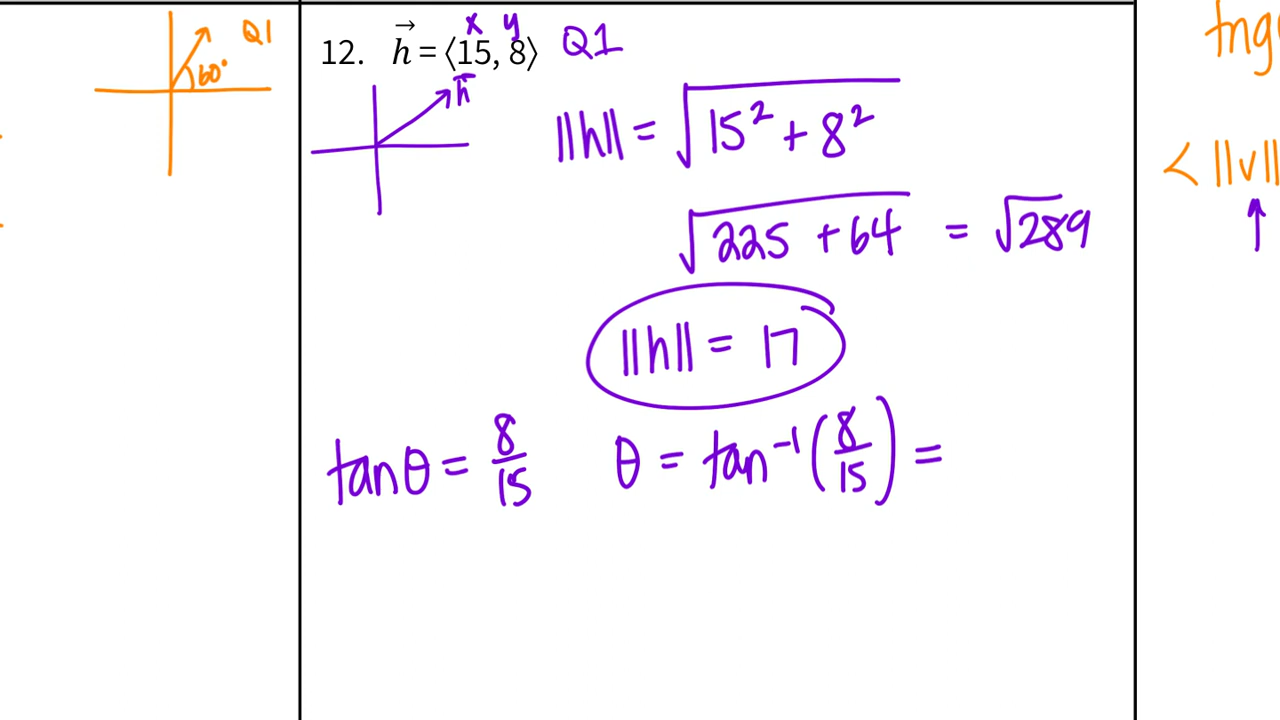 Q1
60°
x y
12. h⃗ = ⟨15, 8⟩ Q1
h⃗
||h|| = √(15² + 8²)
√(225 + 64) = √289
||h|| = 17
tanθ = 8/15 θ = tan⁻¹(8/15) =
< ||v||
↑